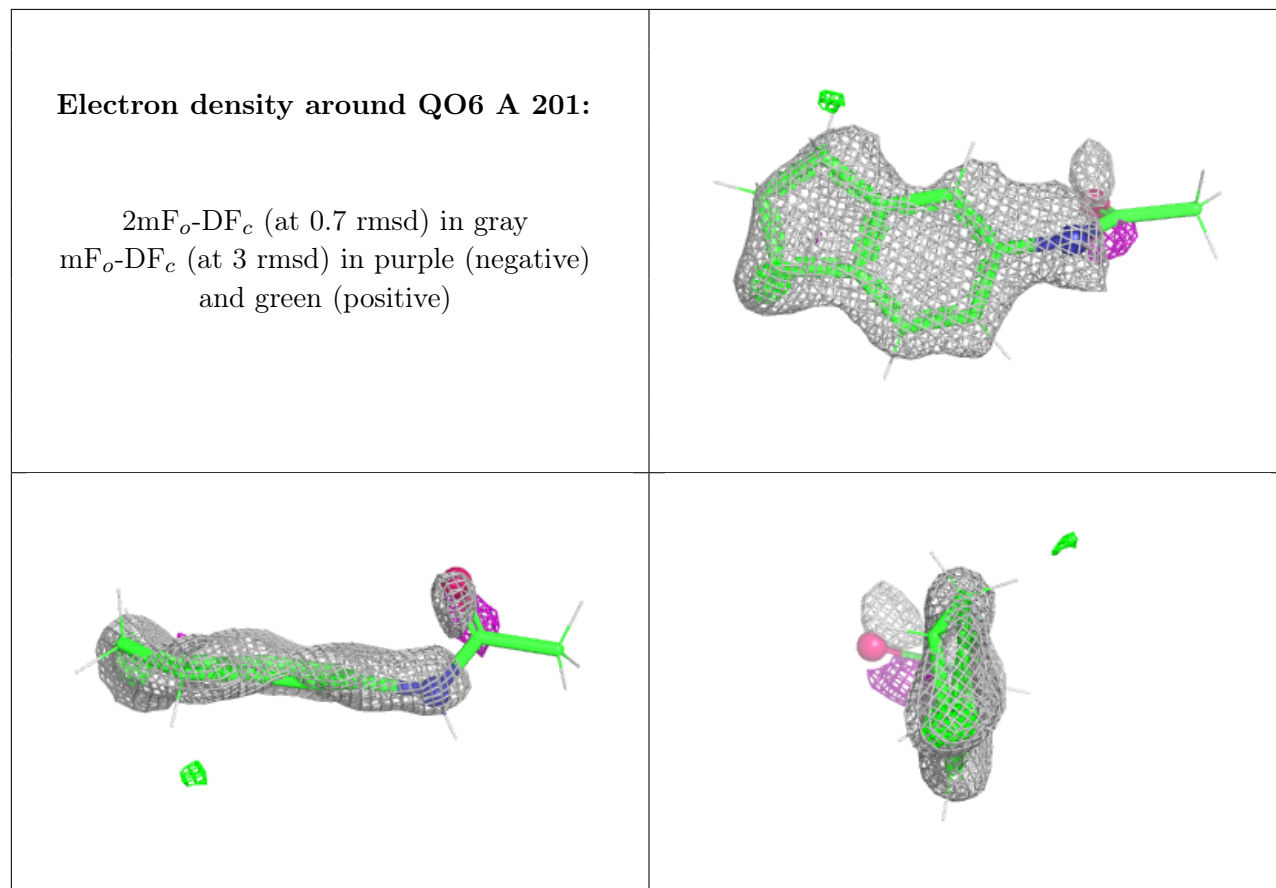 Electron density around QO6 A 201:
2mFo-DFc (at 0.7 rmsd) in gray
mFo-DFc (at 3 rmsd) in purple (negative)
and green (positive)